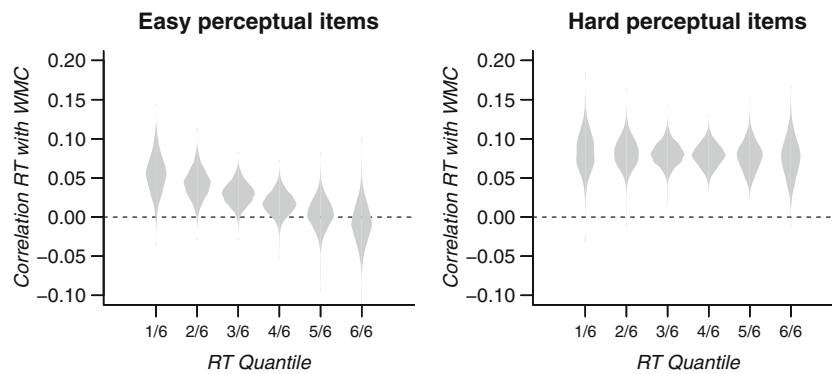 Easy perceptual items
Correlation RT with WMC
0.20
0.15
0.10
0.05
0.00
−0.05
−0.10
1/6 2/6 3/6 4/6 5/6 6/6
RT Quantile
Hard perceptual items
Correlation RT with WMC
0.20
0.15
0.10
0.05
0.00
−0.05
−0.10
1/6 2/6 3/6 4/6 5/6 6/6
RT Quantile